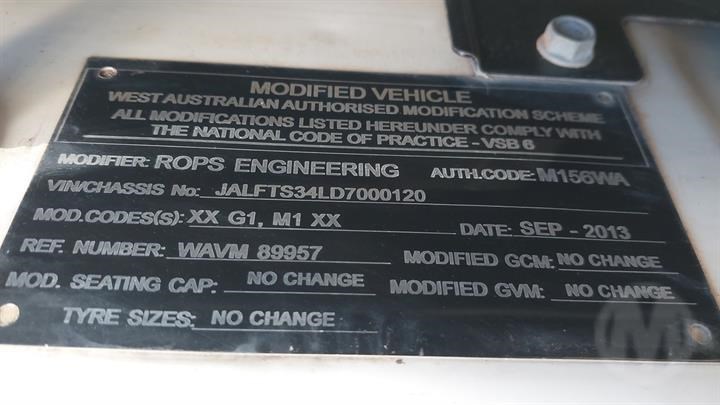 MODIFIED VEHICLE
WEST AUSTRALIAN AUTHORISED MODIFICATION SCHEME
ALL MODIFICATIONS LISTED HEREUNDER COMPLY WITH
THE NATIONAL CODE OF PRACTICE - VSB 6
MODIFIER: ROPS ENGINEERING AUTH.CODE: M156WA
VIN/CHASSIS No: JALFTS34LD7000120
MOD.CODES(S): XX G1, M1 XX DATE: SEP - 2013
REF. NUMBER: WAVM 89957 MODIFIED GCM: NO CHANGE
MOD. SEATING CAP: NO CHANGE MODIFIED GVM: NO CHANGE
TYRE SIZES: NO CHANGE
M